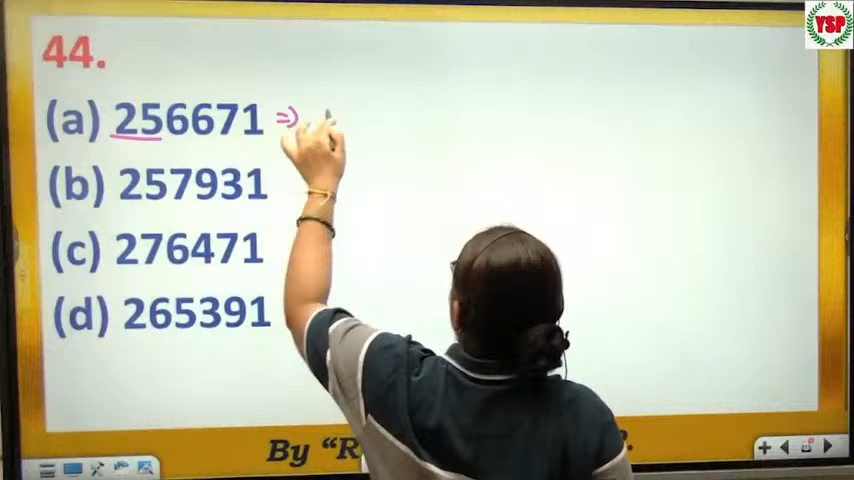 YSP
44.
(a) 256671 =>
(b) 257931
(c) 276471
(d) 265391
By "R